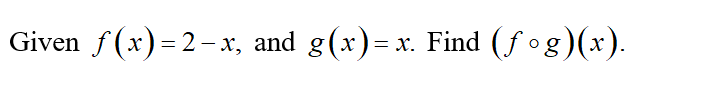 Given f(x)=2−x, and g(x)=x. Find (f∘g)(x).